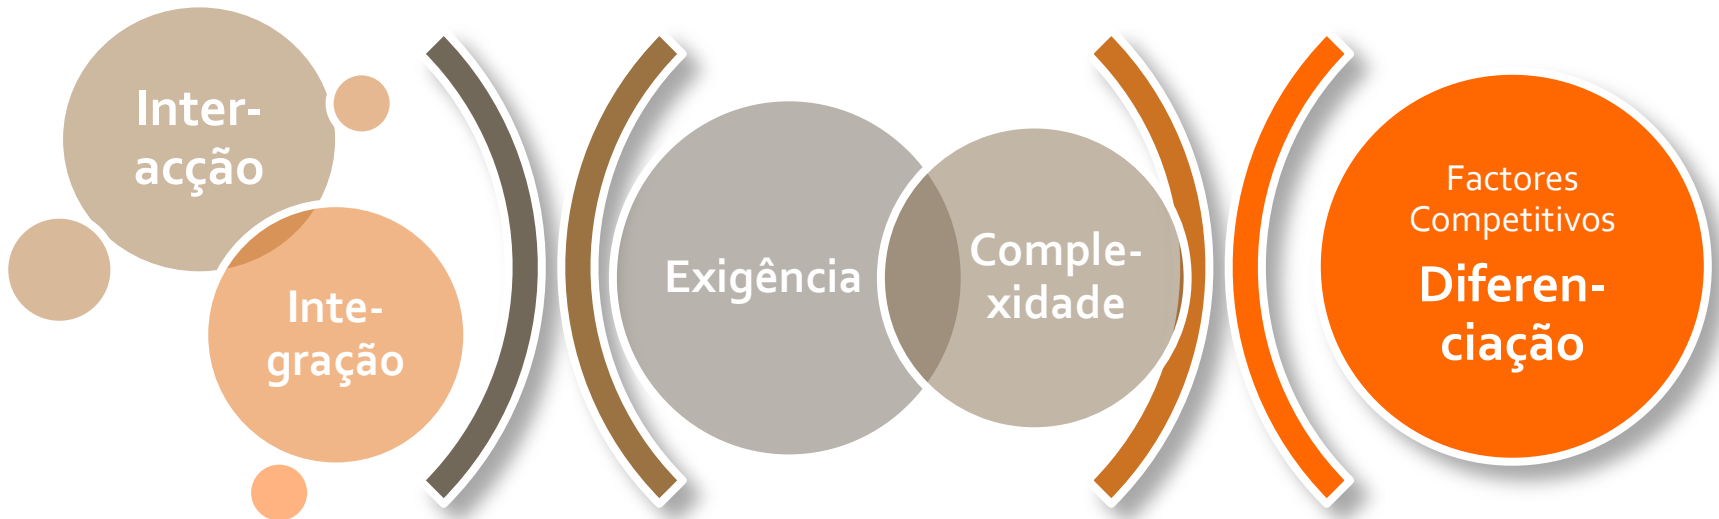 Inter-
acção
Inte-
gração
Exigência
Comple-
xidade
Factores
Competitivos
Diferen-
ciação